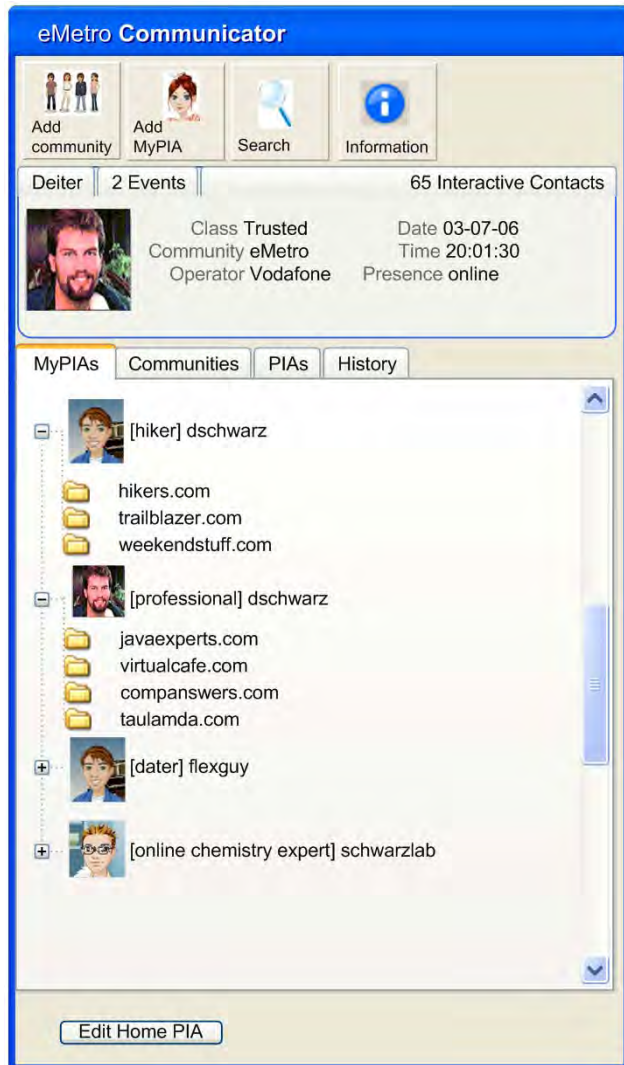 eMetro Communicator
Add community
Add MyPIA
Search
Information
Deiter
2 Events
65 Interactive Contacts
Class Trusted
Date 03-07-06
Community eMetro
Time 20:01:30
Operator Vodafone
Presence online
MyPIAs
Communities
PIAs
History
[hiker] dschwarz
hikers.com
trailblazer.com
weekendstuff.com
[professional] dschwarz
javaexperts.com
virtualcafe.com
companswers.com
taulamda.com
[dater] flexguy
[online chemistry expert] schwarzlab
Edit Home PIA